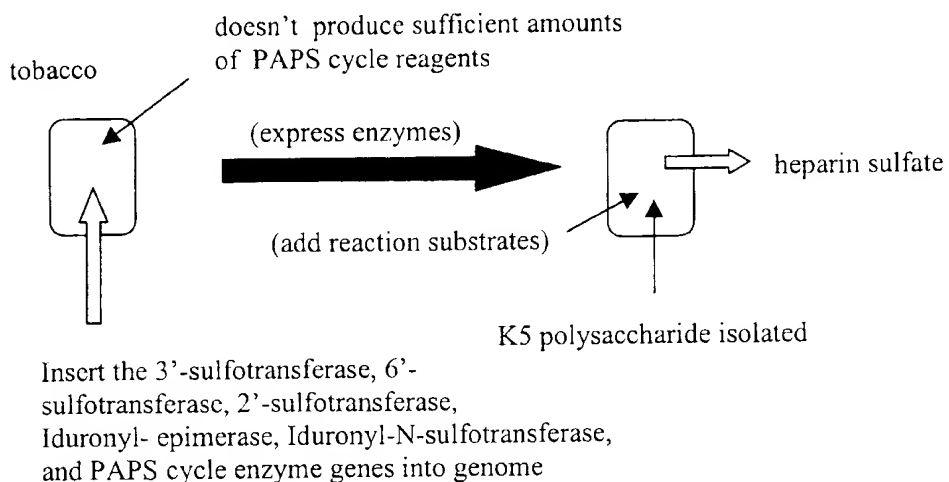 doesn't produce sufficient amounts
of PAPS cycle reagents
tobacco
(express enzymes)
heparin sulfate
(add reaction substrates)
K5 polysaccharide isolated
Insert the 3'-sulfotransferase, 6'-
sulfotransferase, 2'-sulfotransferase,
Iduronyl- epimerase, Iduronyl-N-sulfotransferase,
and PAPS cycle enzyme genes into genome